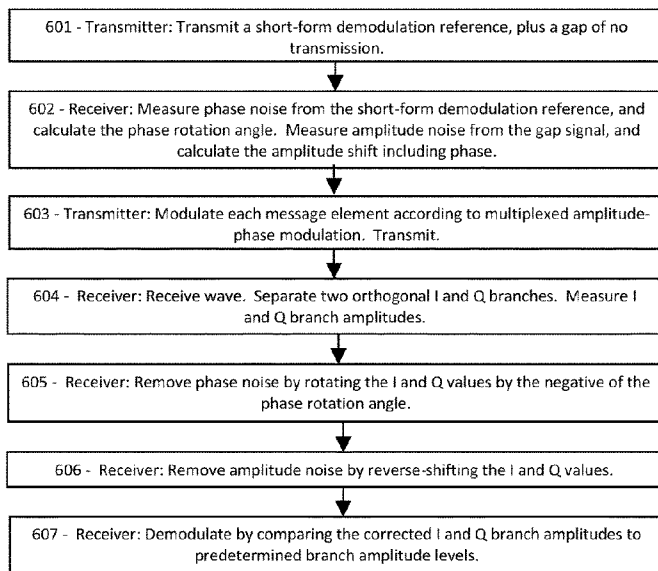 601 - Transmitter: Transmit a short-form demodulation reference, plus a gap of no
transmission.
602 - Receiver: Measure phase noise from the short-form demodulation reference, and
calculate the phase rotation angle. Measure amplitude noise from the gap signal, and
calculate the amplitude shift including phase.
603 - Transmitter: Modulate each message element according to multiplexed amplitude-
phase modulation. Transmit.
604 - Receiver: Receive wave. Separate two orthogonal I and Q branches. Measure I
and Q branch amplitudes.
605 - Receiver: Remove phase noise by rotating the I and Q values by the negative of the
phase rotation angle.
606 - Receiver: Remove amplitude noise by reverse-shifting the I and Q values.
607 - Receiver: Demodulate by comparing the corrected I and Q branch amplitudes to
predetermined branch amplitude levels.